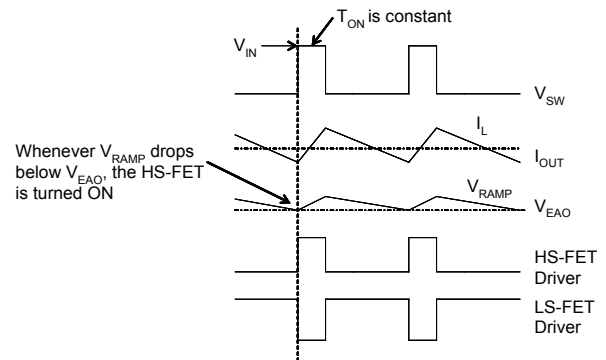 T_ON is constant
V_IN
V_SW
I_L
I_OUT
Whenever V_RAMP drops
below V_EAO, the HS-FET
is turned ON
V_RAMP
V_EAO
HS-FET
Driver
LS-FET
Driver